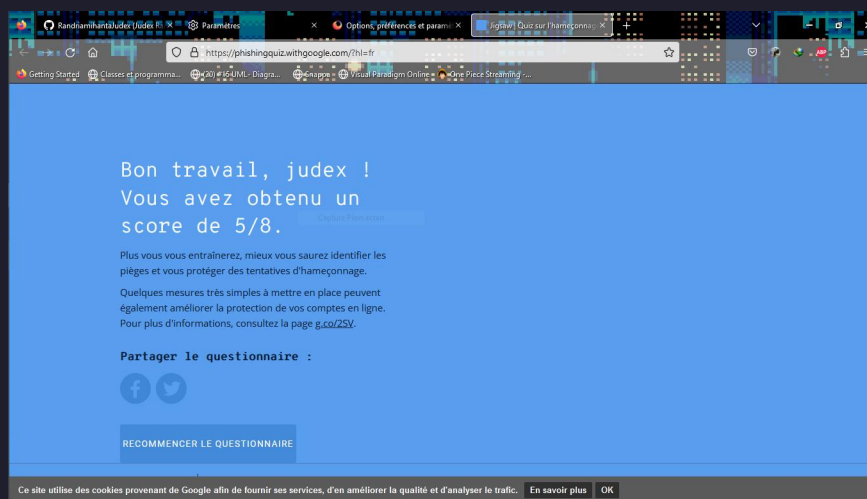 RandriamihantaJudex (Judex F
Paramètres
Options, préférences et paramè
Jigsaw | Quiz sur l'hameçonnag
https://phishingquiz.withgoogle.com/?hl=fr
Getting Started
Classes et programma...
(20) #15 UML- Diagra...
Visual Paradigm Online
One Piece Streaming -...
Bon travail, judex !
Vous avez obtenu un
score de 5/8.
Plus vous vous entraînerez, mieux vous saurez identifier les
pièges et vous protéger des tentatives d'hameçonnage.
Quelques mesures très simples à mettre en place peuvent
également améliorer la protection de vos comptes en ligne.
Pour plus d'informations, consultez la page g.co/2SV.
Partager le questionnaire :
RECOMMENCER LE QUESTIONNAIRE
Ce site utilise des cookies provenant de Google afin de fournir ses services, d'en améliorer la qualité et d'analyser le trafic. En savoir plus OK